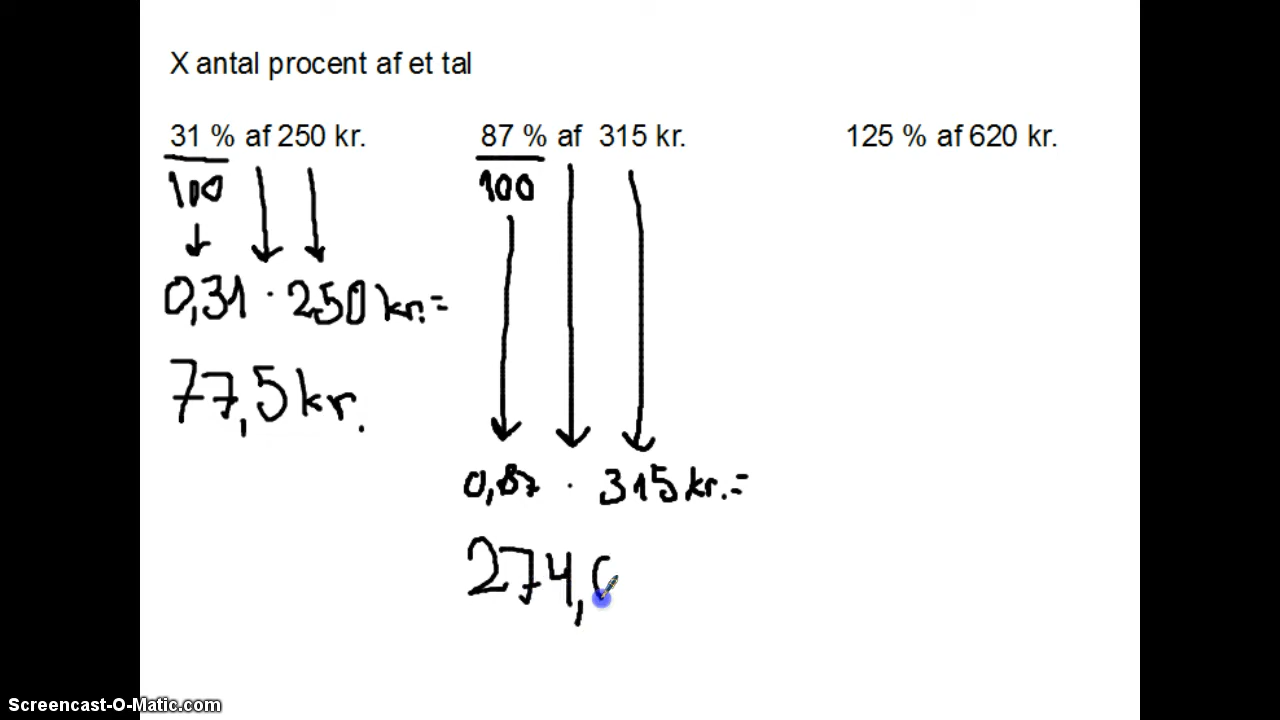 X antal procent af et tal
31 % af 250 kr.
100
0,31 · 250 kr. =
77,5 kr.
87 % af 315 kr.
100
0,87 · 315 kr. =
274,
125 % af 620 kr.
Screencast-O-Matic.com